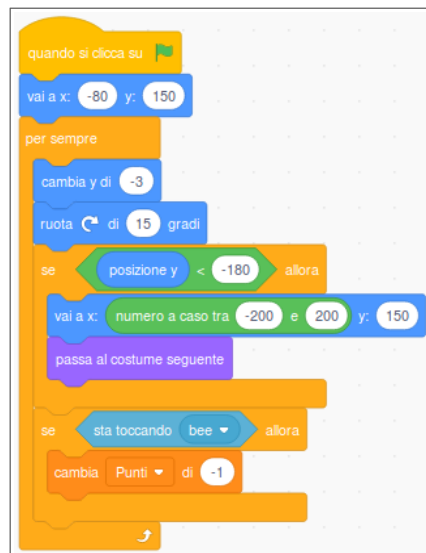 quando si clicca su
vai a x: -80 y: 150
per sempre
cambia y di -3
ruota di 15 gradi
se posizione y < -180 allora
vai a x: numero a caso tra -200 e 200 y: 150
passa al costume seguente
se sta toccando bee allora
cambia Punti di -1